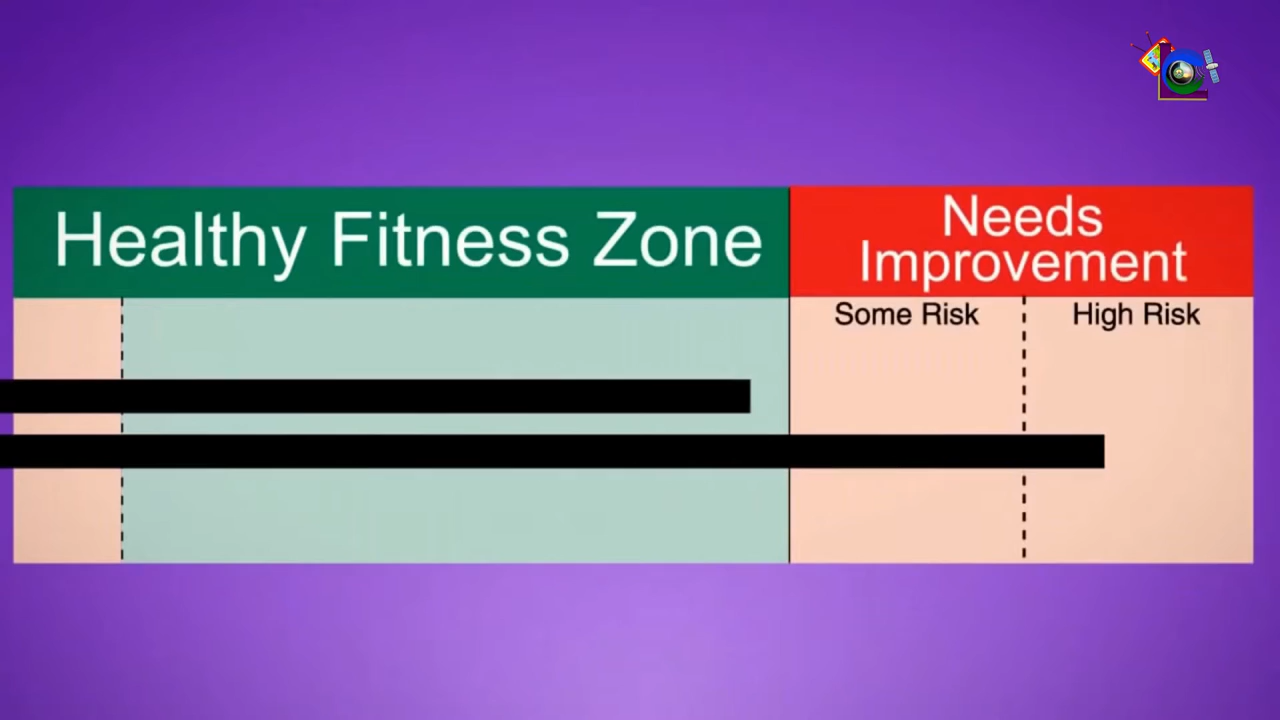 Healthy Fitness Zone
Needs
Improvement
Some Risk
High Risk